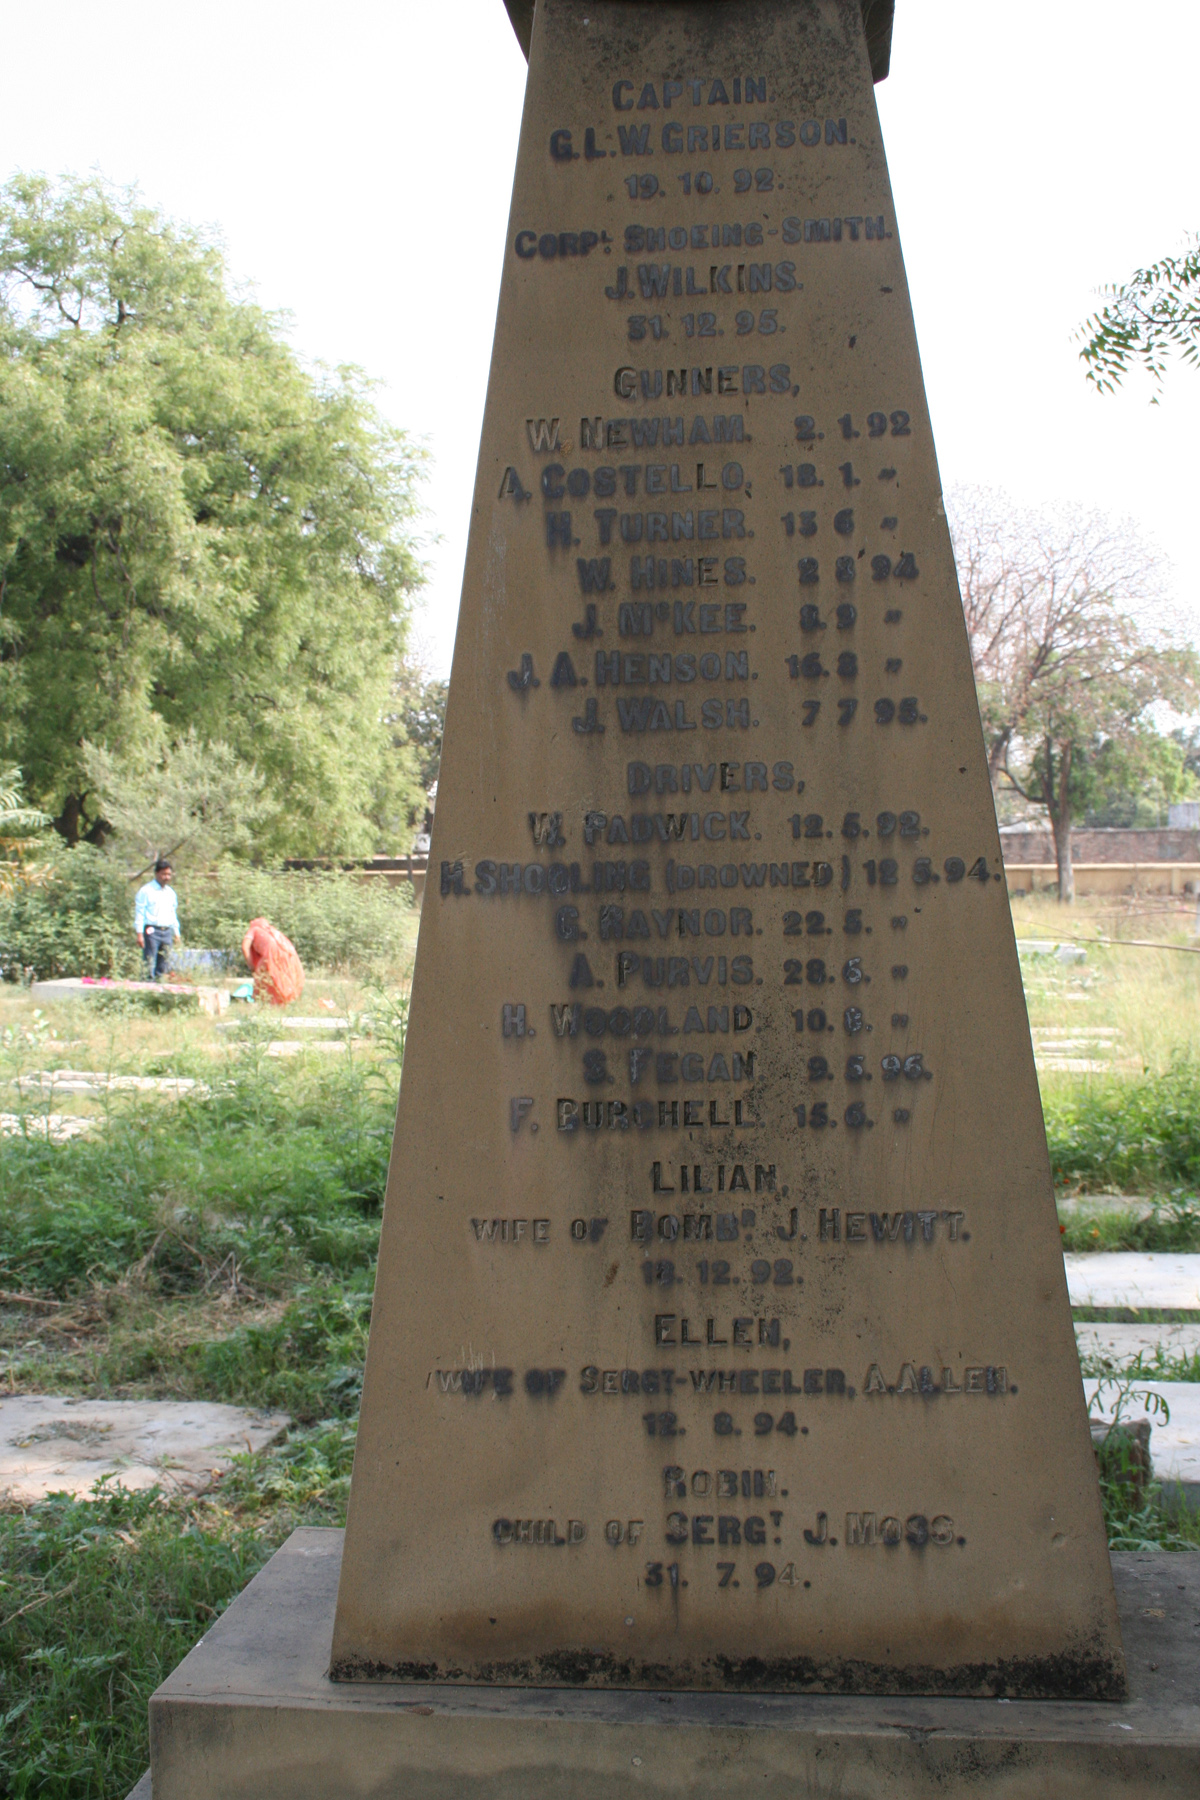 CAPTAIN.
G.L.W. GRIERSON.
19. 10. 92.
CORPL. SHOEING-SMITH.
J. WILKINS.
31. 12. 95.
GUNNERS,
W. NEWHAM. 2. 1. 92
A. COSTELLO. 18. 1. "
H. TURNER. 13 6 "
W. HINES. 2 8 94
J. McKEE. 9. 9 "
J. A. HENSON. 16. 8 "
J. WALSH. 7 7 95.
DRIVERS,
W. PADWICK. 12. 5. 92.
H. SHOOLING (DROWNED) 12 5. 94.
G. RAYNOR. 22. 5. "
A. PURVIS. 28. 6. "
H. WOODLAND. 10. "
S. FEGAN. 9. 5. 95.
F. BURCHELL. 15. 6. "
LILIAN,
WIFE OF BOMBR. J. HEWITT.
18. 12. 92.
ELLEN,
WIFE OF SERGT-WHEELER, A. ALLEN.
12. 8. 94.
ROBIN.
CHILD OF SERGT. J. MOSS.
31. 7. 94.